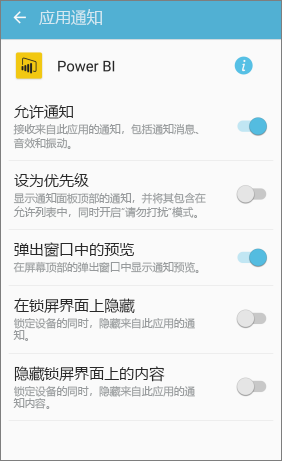 应用通知
Power BI
允许通知
接收来自此应用的通知，包括通知消息、
音效和振动。
设为优先级
显示通知面板顶部的通知，并将其包含在
允许列表中，同时开启"请勿打扰"模式。
弹出窗口中的预览
在屏幕顶部的弹出窗口中显示通知预览。
在锁屏界面上隐藏
锁定设备的同时，隐藏来自此应用的通
知。
隐藏锁屏界面上的内容
锁定设备的同时，隐藏来自此应用的通
知内容。